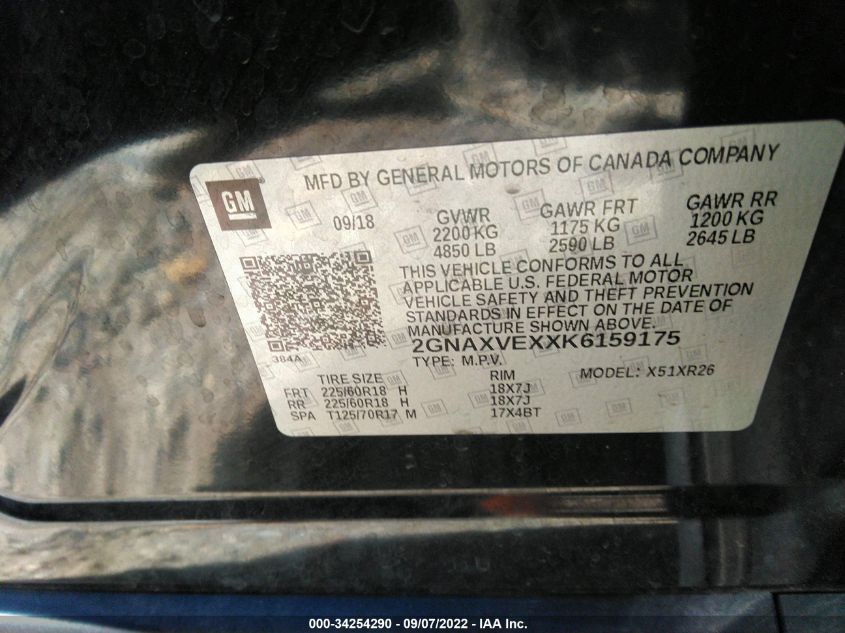 GM
MFD BY GENERAL MOTORS OF CANADA COMPANY
09/18 GVWR GAWR FRT GAWR RR
2200 KG 1175 KG 1200 KG
4850 LB 2590 LB 2645 LB
THIS VEHICLE CONFORMS TO ALL
APPLICABLE U.S. FEDERAL MOTOR
VEHICLE SAFETY AND THEFT PREVENTION
STANDARDS IN EFFECT ON THE DATE OF
MANUFACTURE SHOWN ABOVE.
384A
2GNAXVEXXK6159175
TYPE: M.P.V. MODEL: X51XR26
TIRE SIZE RIM
FRT 225/60R18 H 18X7J
RR 225/60R18 H 18X7J
SPA T125/70R17 M 17X4BT
000-34254290 - 09/07/2022 - IAA Inc.